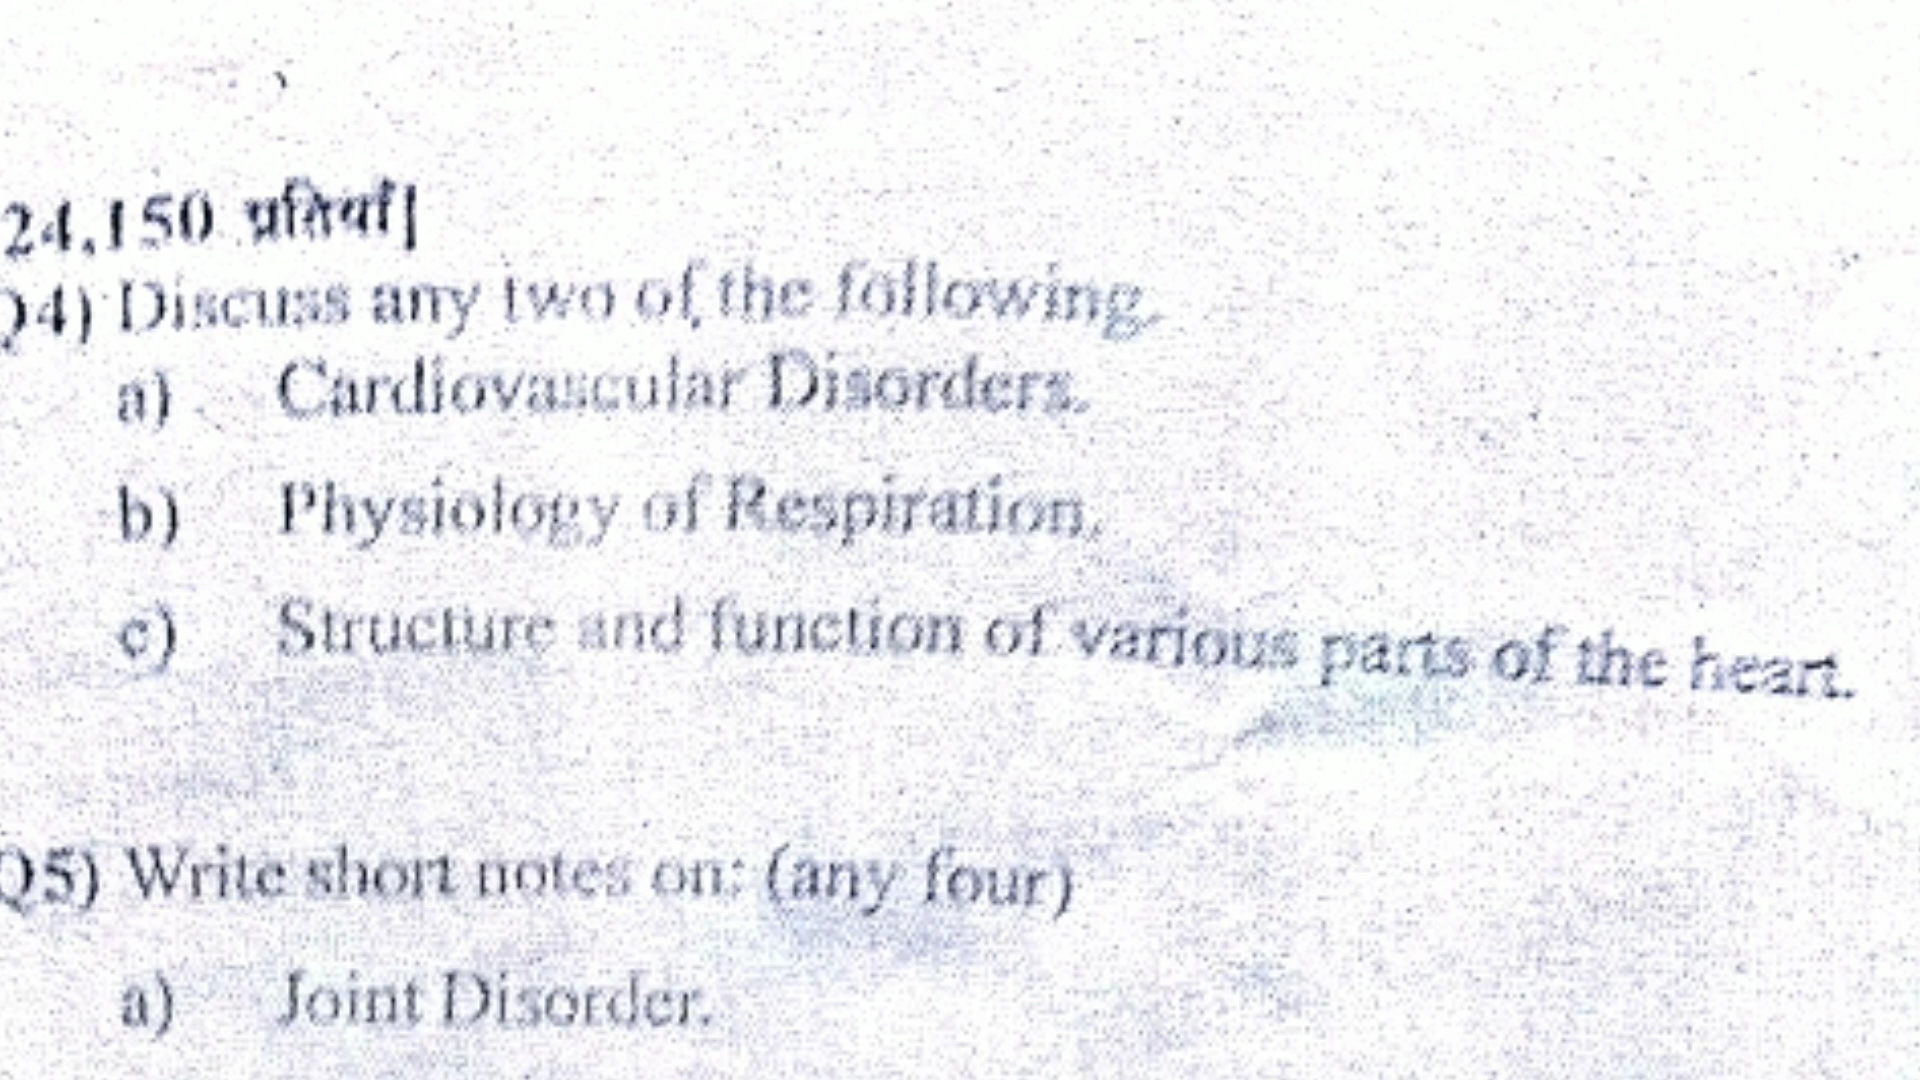 24,150 प्रतियाँ]
Q4) Discuss any two of the following.
a) Cardiovascular Disorders.
b) Physiology of Respiration.
c) Structure and function of various parts of the heart.
Q5) Write short notes on: (any four)
a) Joint Disorder.